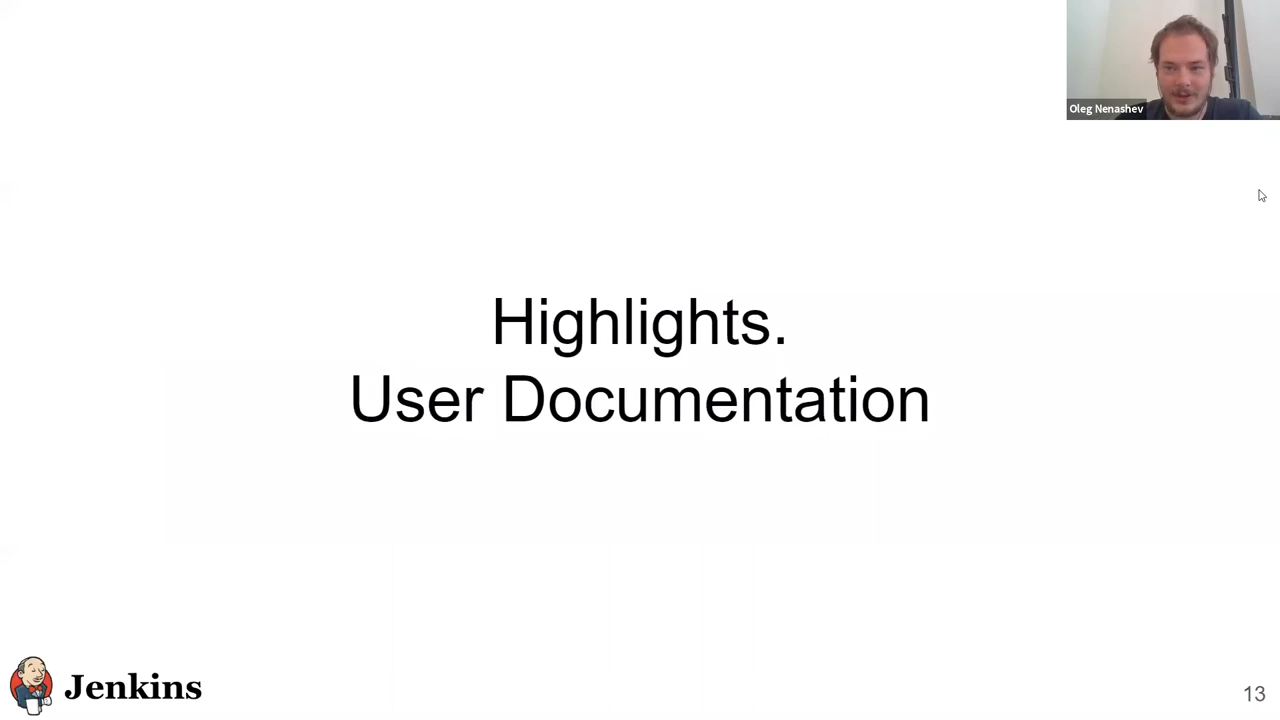 Oleg Nenashev
Highlights.
User Documentation
Jenkins
13